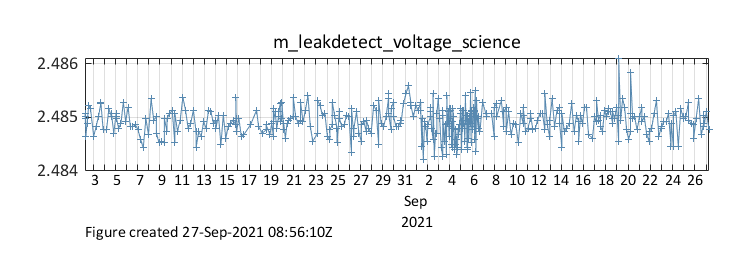 m_leakdetect_voltage_science
2.486
2.485
2.484
3 5 7 9 11 13 15 17 19 21 23 25 27 29 31 2 4 6 8 10 12 14 16 18 20 22 24 26
Sep
2021
Figure created 27-Sep-2021 08:56:10Z